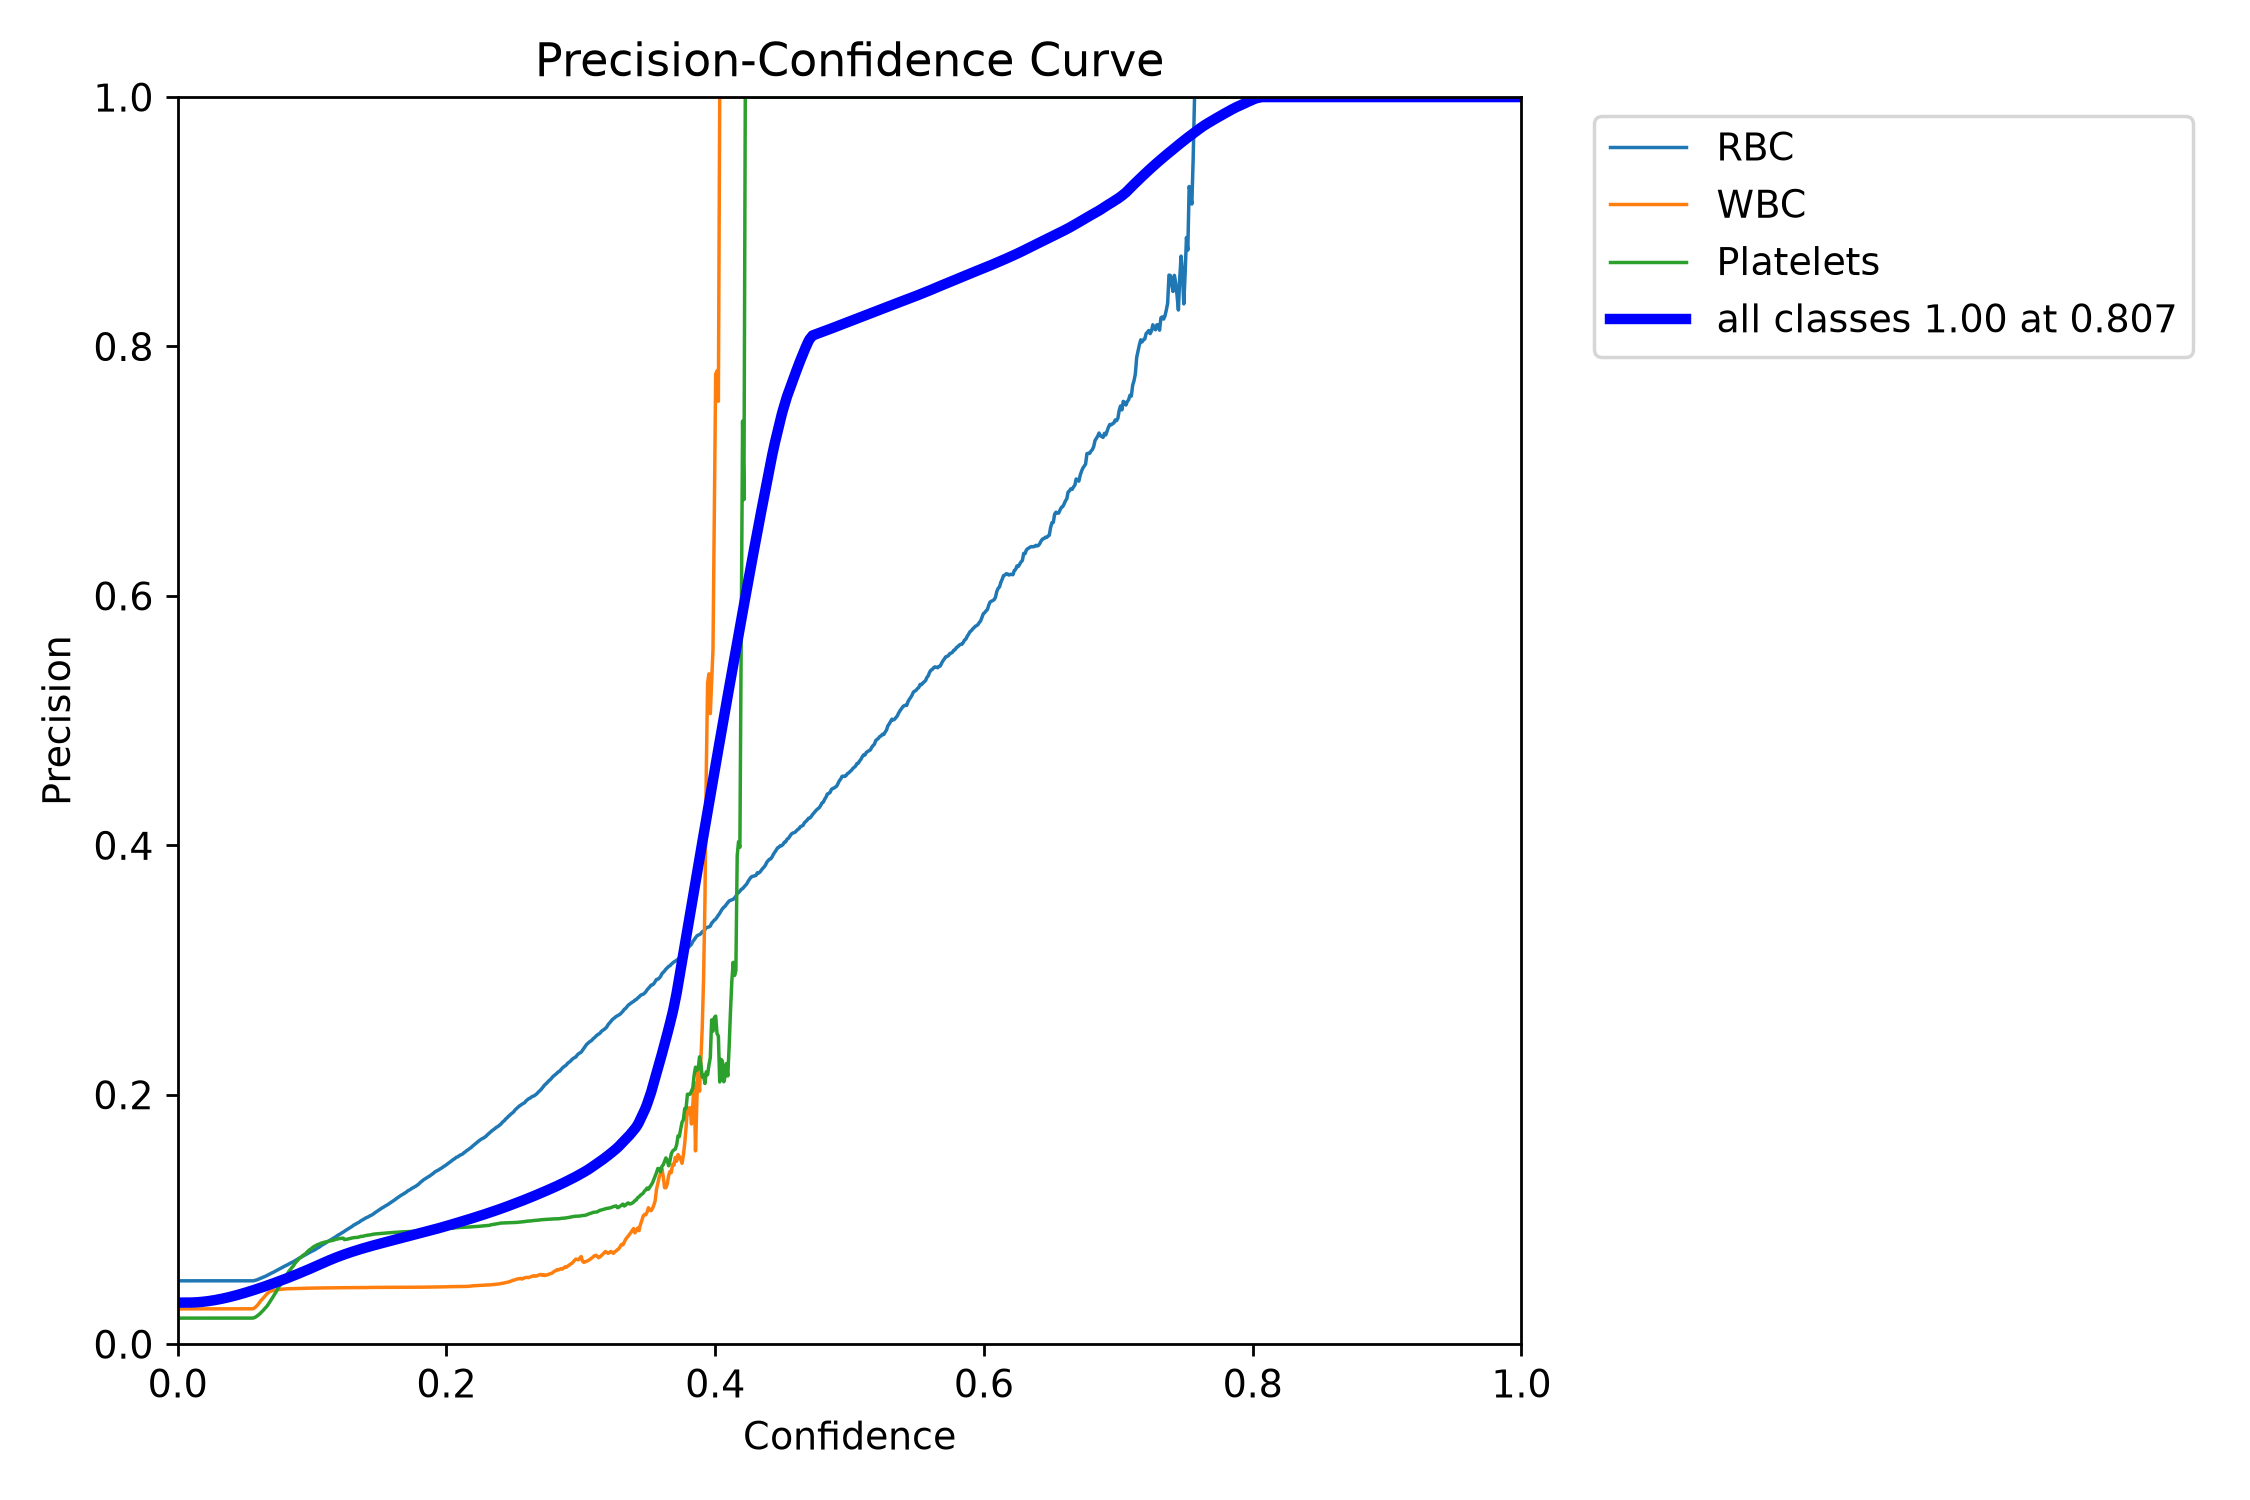 Precision-Confidence Curve
1.0
0.8
0.6
0.4
0.2
0.0
Precision
0.0 0.2 0.4 0.6 0.8 1.0
Confidence
RBC
WBC
Platelets
all classes 1.00 at 0.807